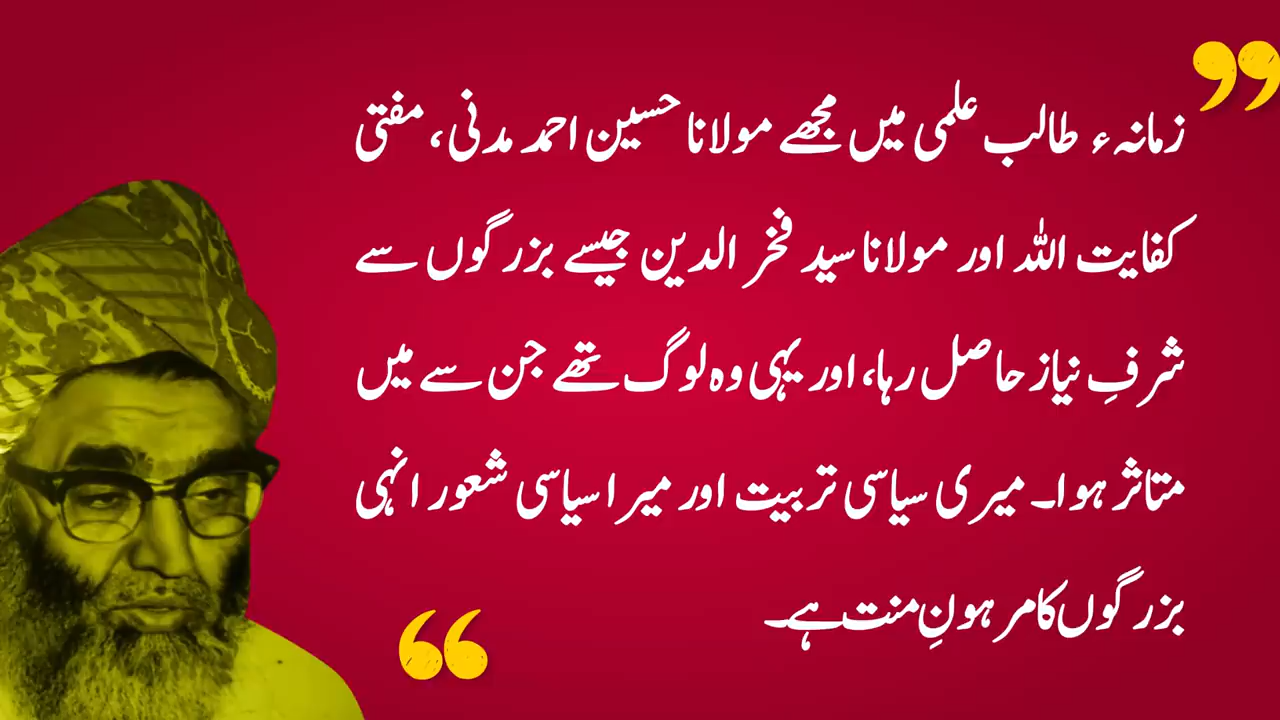 زمانہء طالب علمی میں مجھے مولانا حسین احمد مدنی، مفتی
کفایت اللہ اور مولانا سید فخر الدین جیسے بزرگوں سے
شرفِ نیاز حاصل رہا، اور یہی وہ لوگ تھے جن سے میں
متاثر ہوا۔ میری سیاسی تربیت اور میرا سیاسی شعور انہی
بزرگوں کا مرہونِ منت ہے۔